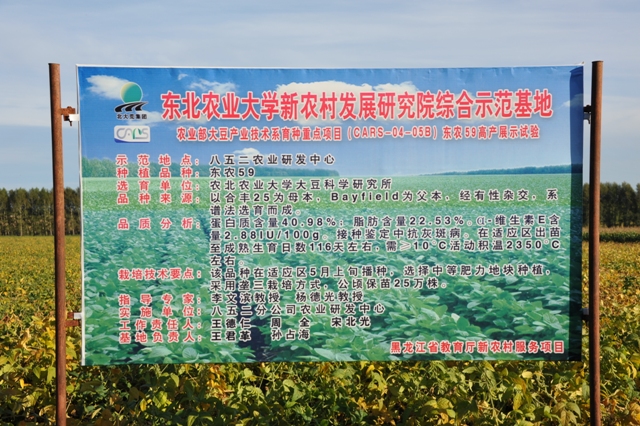 北大荒集团
CARS
东北农业大学新农村发展研究院综合示范基地
农业部大豆产业技术系育种重点项目（CARS-04-05B）东农59高产展示试验
示范地点：八五二农业研发中心
种植品种：东农59
选育单位：农北农业大学大豆科学研究所
品种来源：以合丰25为母本，Bayfield为父本，经有性杂交，系
谱法选育而成。
品质分析：蛋白质含量40.98%；脂肪含量22.53%。α-维生素E含
量2.88IU/100g，接种鉴定中抗灰斑病。在适应区出苗
至成熟生育日数116天左右，需≥10℃活动积温2350℃
左右。
栽培技术要点：该品种在适应区5月上旬播种，选择中等肥力地块种植，
采用垄三栽培方式，公顷保苗25万株。
指导专家：李文滨教授 杨德光教授
实施单位：八五二分公司农业研发中心
工作责任人：王德仁 周全 宋北光
基地负责人：王君革 孙占海
黑龙江省教育厅新农村服务项目